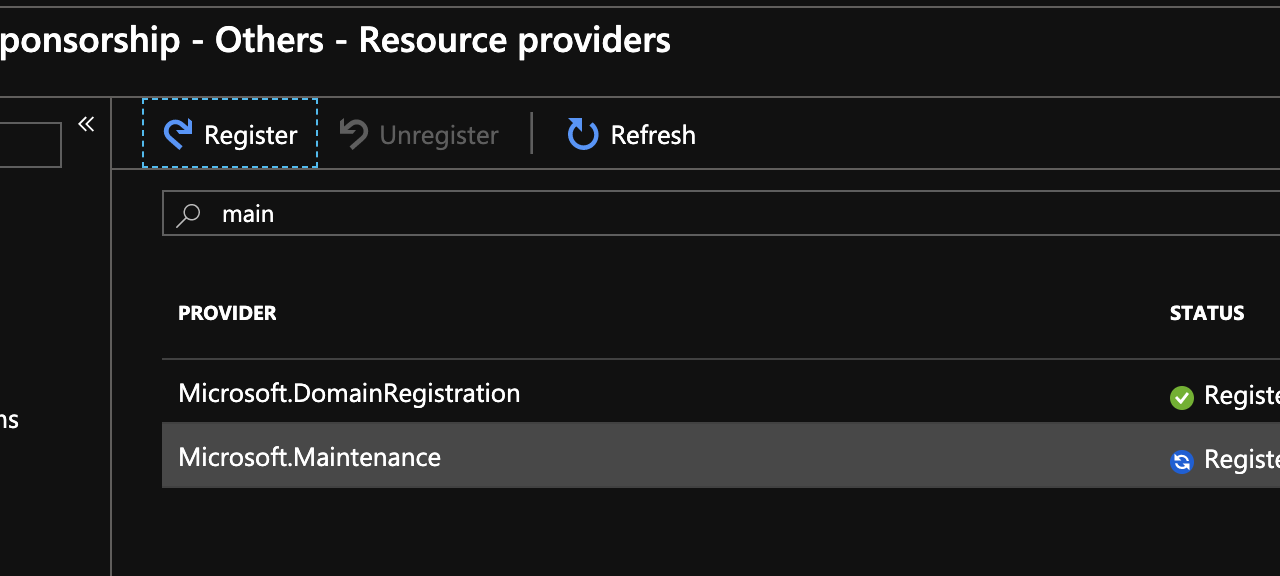 ponsorship - Others - Resource providers
«
Register Unregister Refresh
main
PROVIDER STATUS
Microsoft.DomainRegistration Registe
ns
Microsoft.Maintenance Registe